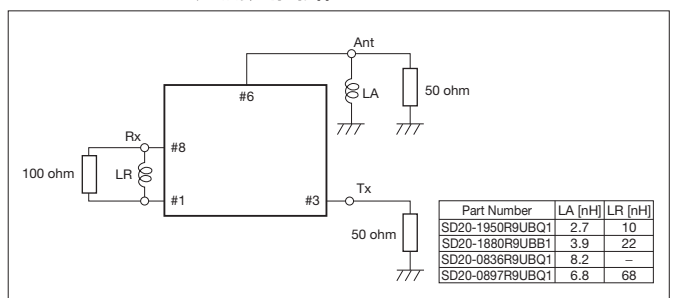 Ant
#6
LA
50 ohm
Rx
#8
100 ohm
LR
#1
#3
Tx
50 ohm
Part Number LA [nH] LR [nH]
SD20-1950R9UBQ1 2.7 10
SD20-1880R9UBB1 3.9 22
SD20-0836R9UBQ1 8.2 –
SD20-0897R9UBQ1 6.8 68